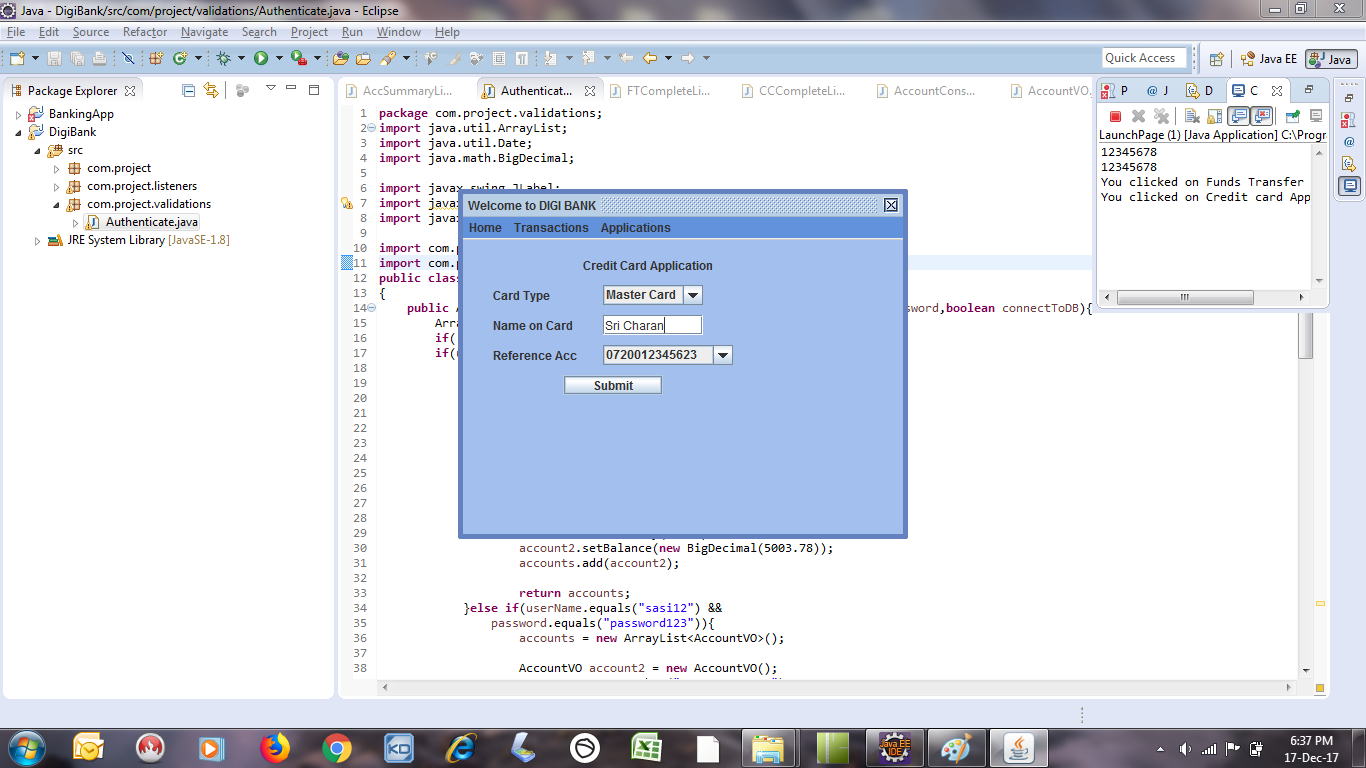 Java - DigiBank/src/com/project/validations/Authenticate.java - Eclipse
File Edit Source Refactor Navigate Search Project Run Window Help
Quick Access
Java EE
Java
Package Explorer
BankingApp
DigiBank
src
com.project
com.project.listeners
com.project.validations
Authenticate.java
JRE System Library [JavaSE-1.8]
AccSummaryLi...
Authenticat...
FTCompleteLi...
CCCompleteLi...
AccountCons...
AccountVO.
1 package com.project.validations;
2 import java.util.ArrayList;
3 import java.util.Date;
4 import java.math.BigDecimal;
5
6 import javax.swing.JLabel;
7 import javax
8 import javax
9
10 import com.p
11 import com.p
12 public class
13 {
14 public A
sword,boolean connectToDB){
15 Arra
16 if(
17 if(
18
19
20
21
22
23
24
25
26
27
28
29
30 account2.setBalance(new BigDecimal(5003.78));
31 accounts.add(account2);
32
33 return accounts;
34 }else if(userName.equals("sasi12") &&
35 password.equals("password123")){
36 accounts = new ArrayList<AccountVO>();
37
38 AccountVO account2 = new AccountVO();
P
J
D
C
LaunchPage (1) [Java Application] C:\Progr
12345678
12345678
You clicked on Funds Transfer
You clicked on Credit card App
Welcome to DIGI BANK
Home Transactions Applications
Credit Card Application
Card Type Master Card
Name on Card Sri Charan
Reference Acc 0720012345623
Submit
KD
Java EE
IDE
6:37 PM
17-Dec-17